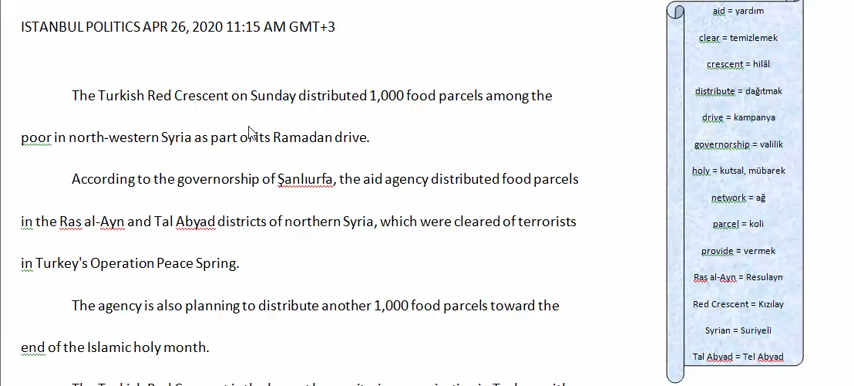 ISTANBUL POLITICS APR 26, 2020 11:15 AM GMT+3
The Turkish Red Crescent on Sunday distributed 1,000 food parcels among the
poor in north-western Syria as part of its Ramadan drive.
According to the governorship of Şanlıurfa, the aid agency distributed food parcels
in the Ras al-Ayn and Tal Abyad districts of northern Syria, which were cleared of terrorists
in Turkey's Operation Peace Spring.
The agency is also planning to distribute another 1,000 food parcels toward the
end of the Islamic holy month.
aid = yardım
clear = temizlemek
crescent = hilâl
distribute = dağıtmak
drive = kampanya
governorship = valilik
holy = kutsal, mübarek
network = ağ
parcel = koli
provide = vermek
Ras al-Ayn = Resulayn
Red Crescent = Kızılay
Syrian = Suriyeli
Tal Abyad = Tel Abyad